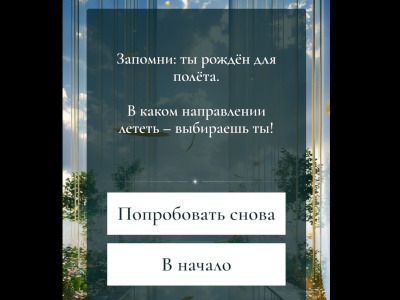 Запомни: ты рождён для
полёта.
В каком направлении
лететь – выбираешь ты!
Попробовать снова
В начало